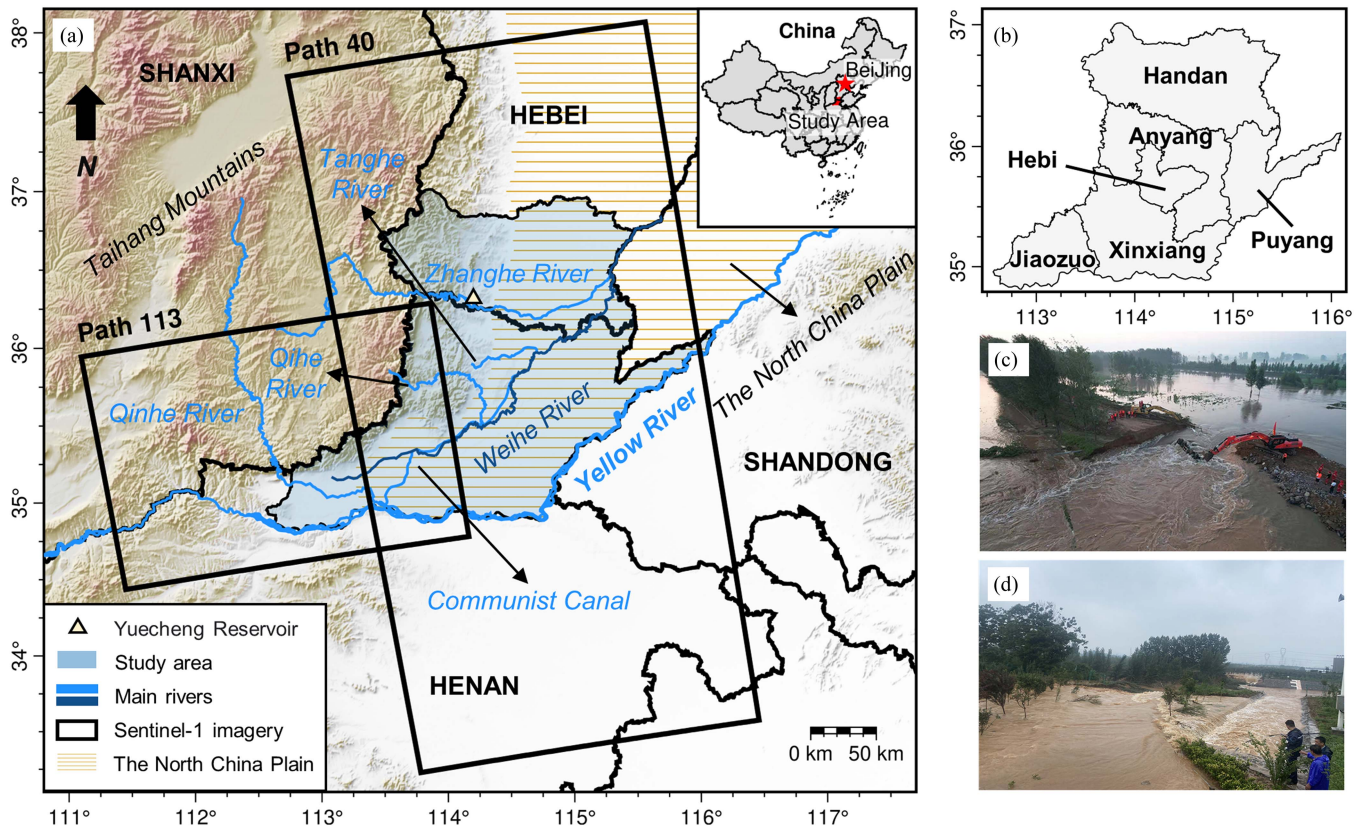 (a)
Path 40
SHANXI
HEBEI
N
Taihang Mountains
Tanghe
River
Zhanghe River
Path 113
Qihe
River
Qinhe River
Weihe River
Yellow River
The North China Plain
SHANDONG
Communist Canal
HENAN
China
BeiJing
Study Area
Yuecheng Reservoir
Study area
Main rivers
Sentinel-1 imagery
The North China Plain
0 km 50 km
38°
37°
36°
35°
34°
111° 112° 113° 114° 115° 116° 117°
(b)
Handan
Anyang
Hebi
Puyang
Xinxiang
Jiaozuo
37°
36°
35°
113° 114° 115° 116°
(c)
(d)